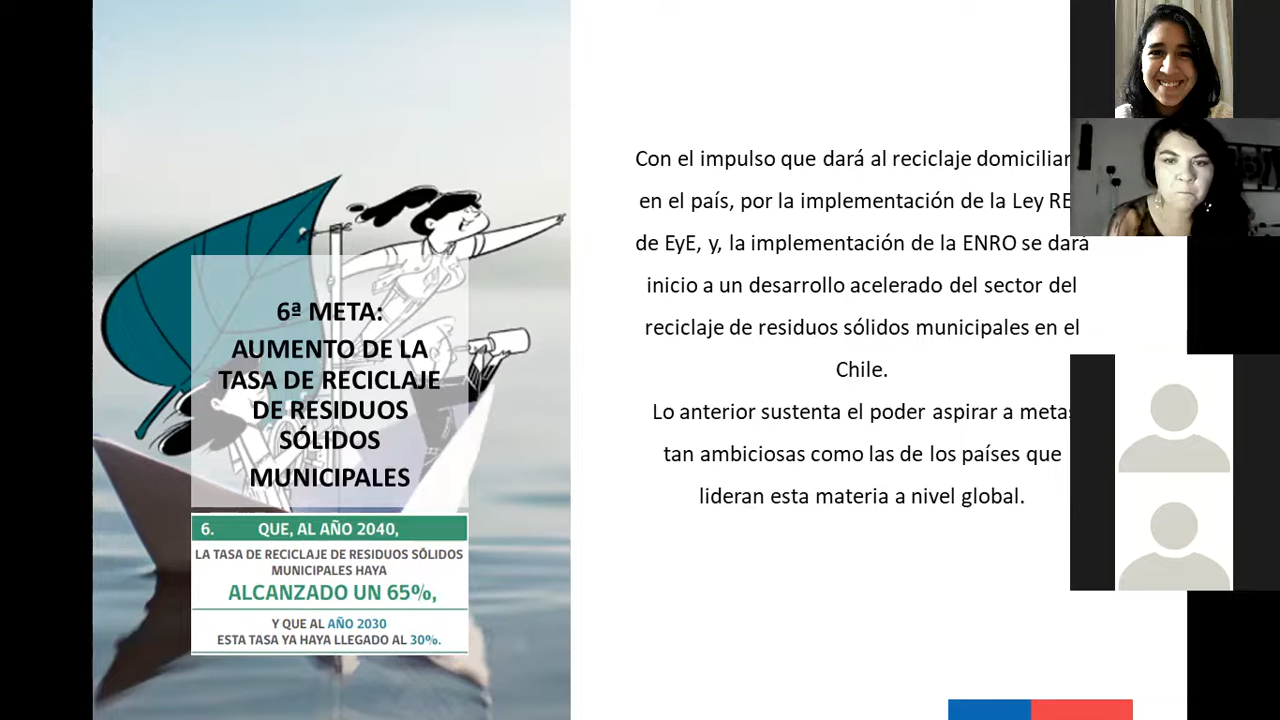 6ª META:
AUMENTO DE LA
TASA DE RECICLAJE
DE RESIDUOS
SÓLIDOS
MUNICIPALES
6. QUE, AL AÑO 2040,
LA TASA DE RECICLAJE DE RESIDUOS SÓLIDOS
MUNICIPALES HAYA
ALCANZADO UN 65%,
Y QUE AL AÑO 2030
ESTA TASA YA HAYA LLEGADO AL 30%.
Con el impulso que dará al reciclaje
en el país, por la implementación de la Ley
de EyE, y, la implementación de la ENRO se dará
inicio a un desarrollo acelerado del sector del
reciclaje de residuos sólidos municipales en el
Chile.
Lo anterior sustenta el poder aspirar a metas
tan ambiciosas como las de los países que
lideran esta materia a nivel global.